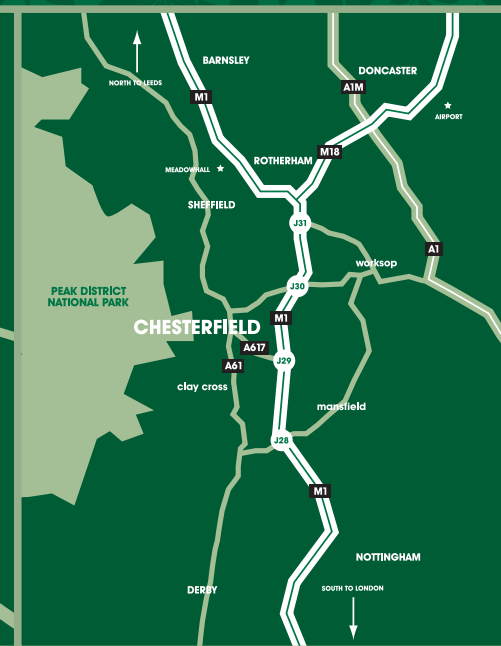 BARNSLEY
DONCASTER
NORTH TO LEEDS
A1M
M1
AIRPORT
M18
ROTHERHAM
MEADOWHALL
SHEFFIELD
J31
A1
worksop
J30
PEAK DISTRICT
NATIONAL PARK
M1
CHESTERFIELD
A617
J29
A61
clay cross
mansfield
J28
M1
NOTTINGHAM
DERBY
SOUTH TO LONDON